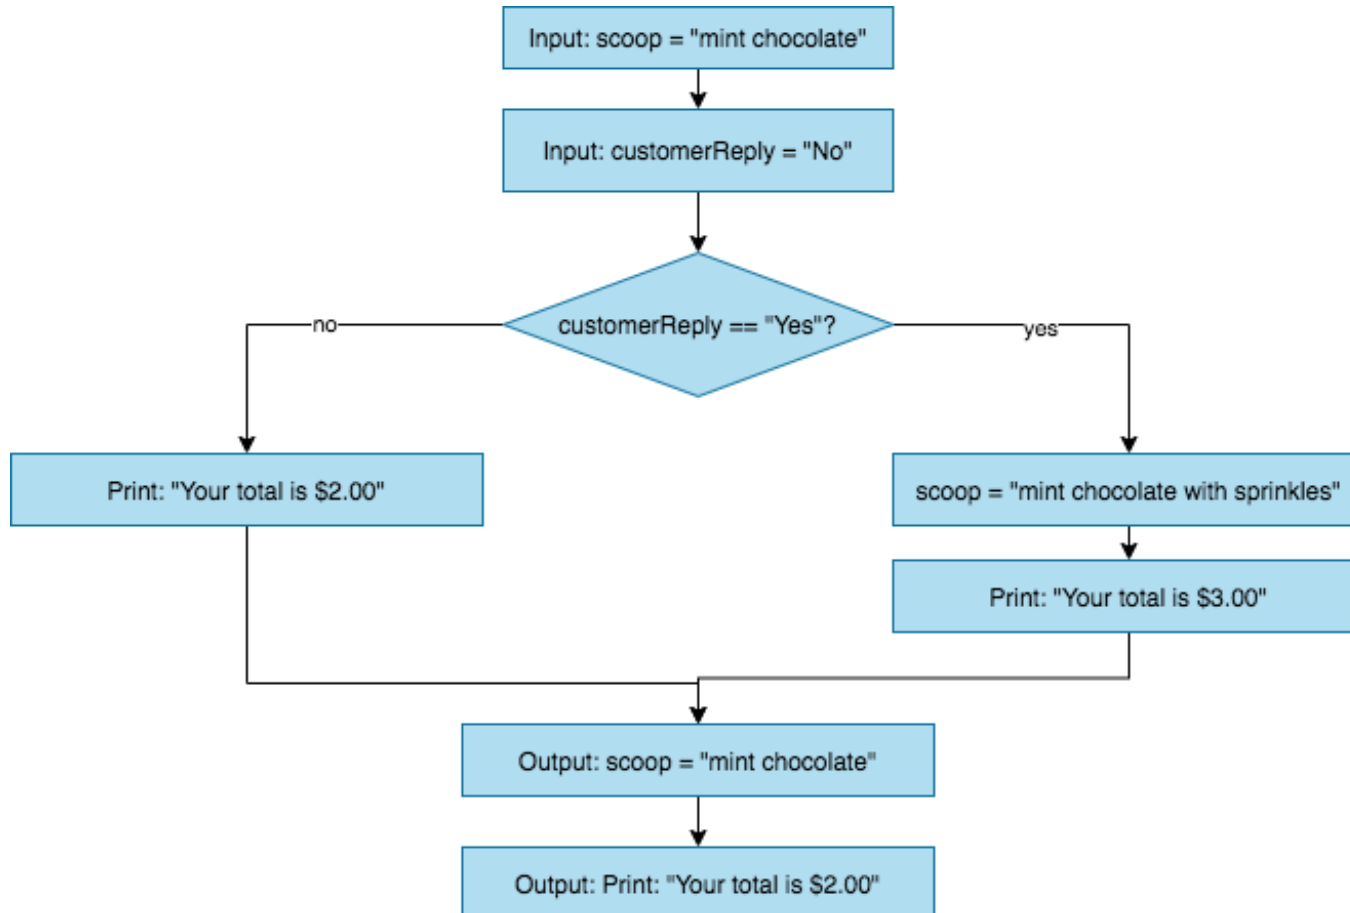 Input: scoop = "mint chocolate"
Input: customerReply = "No"
customerReply == "Yes"?
no
yes
Print: "Your total is $2.00"
scoop = "mint chocolate with sprinkles"
Print: "Your total is $3.00"
Output: scoop = "mint chocolate"
Output: Print: "Your total is $2.00"